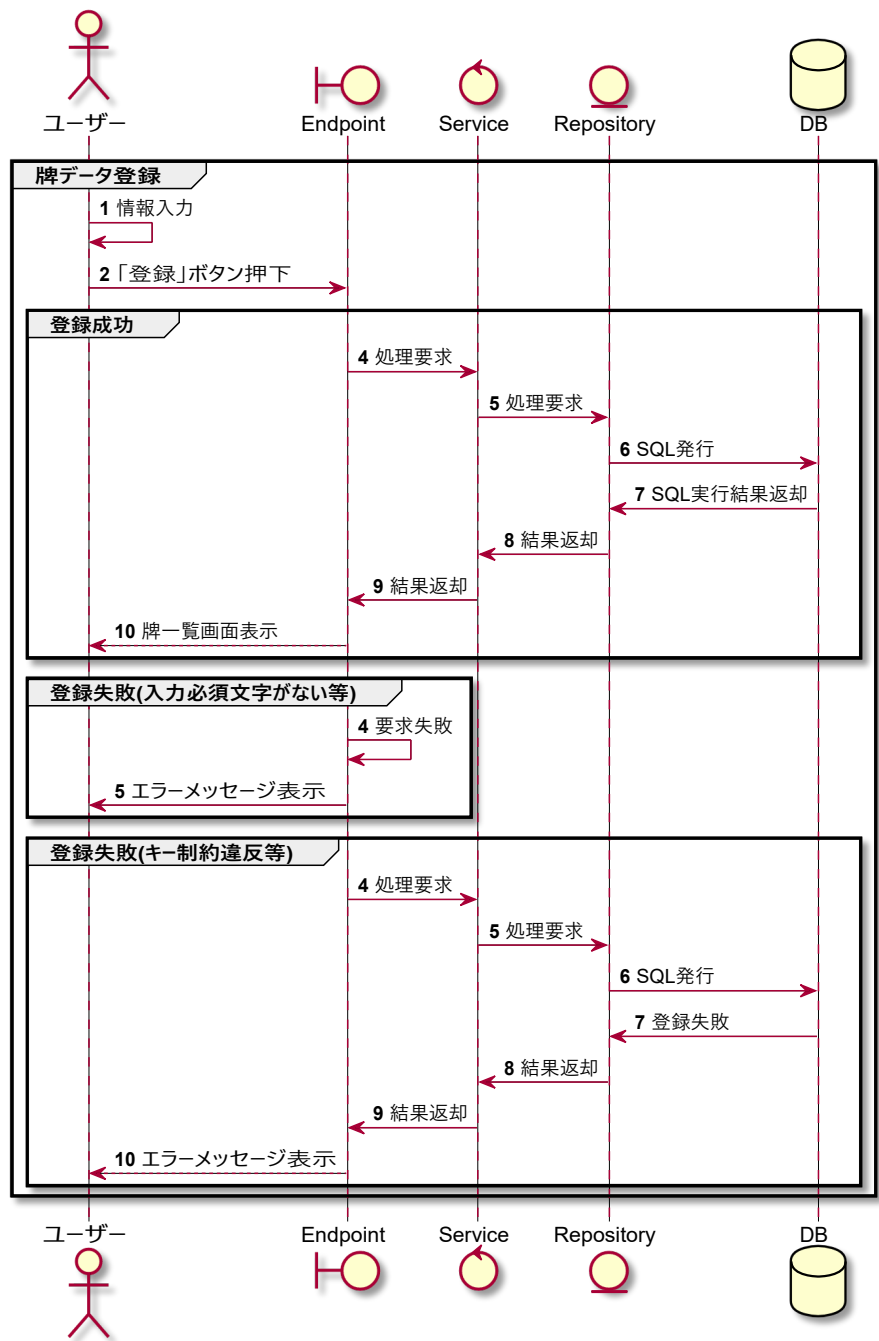 ユーザー
Endpoint
Service
Repository
DB
牌データ登録
1 情報入力
2「登録」ボタン押下
登録成功
4 処理要求
5 処理要求
6 SQL発行
7 SQL実行結果返却
8 結果返却
9 結果返却
10 牌一覧画面表示
登録失敗(入力必須文字がない等)
4 要求失敗
5 エラーメッセージ表示
登録失敗(キー制約違反等)
4 処理要求
5 処理要求
6 SQL発行
7 登録失敗
8 結果返却
9 結果返却
10 エラーメッセージ表示
ユーザー
Endpoint
Service
Repository
DB